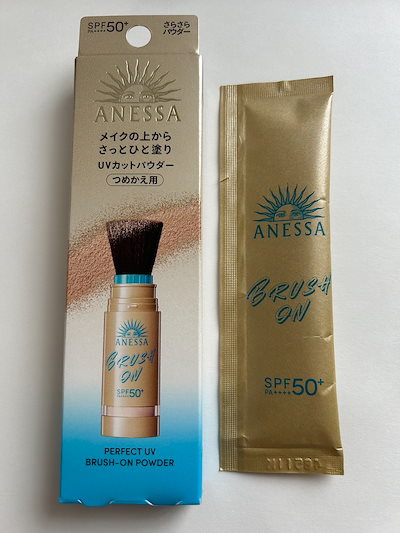 SPF50+
PA++++
さらさら
パウダー
ANESSA
メイクの上から
さっとひと塗り
UVカットパウダー
つめかえ用
ANESSA
BRUSH
ON
SPF50+
PA++++
PERFECT UV
BRUSH-ON POWDER
ANESSA
BRUSH
ON
SPF50+
PA++++